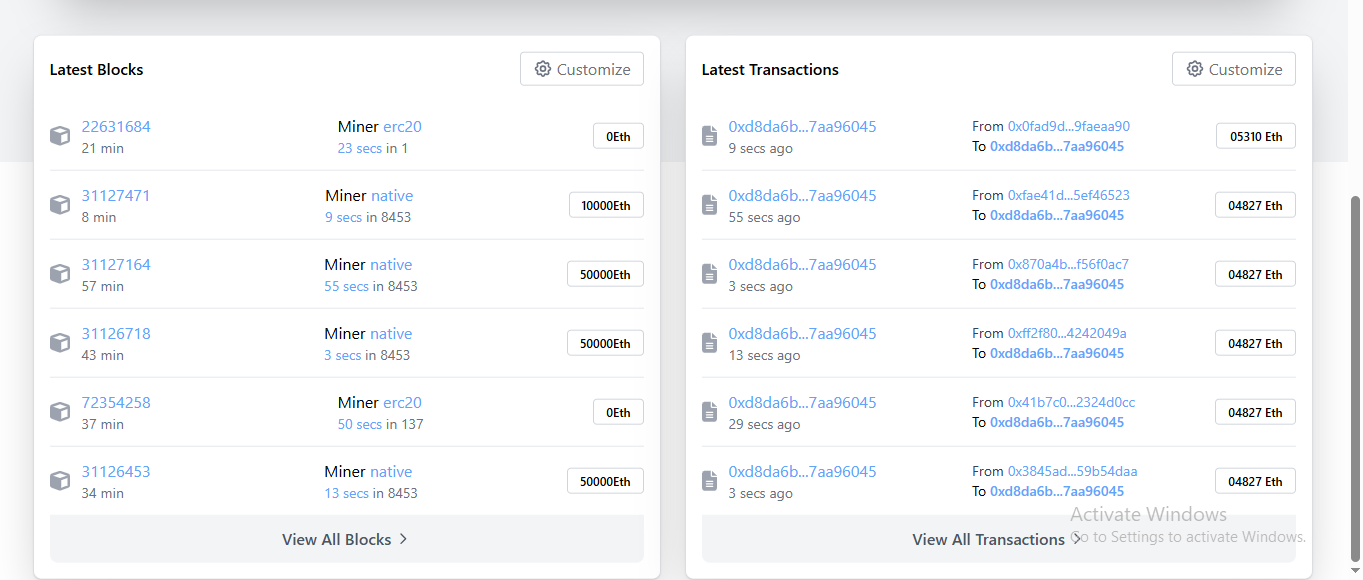 Latest Blocks
Customize
22631684
21 min
Miner erc20
23 secs in 1
0Eth
31127471
8 min
Miner native
9 secs in 8453
10000Eth
31127164
57 min
Miner native
55 secs in 8453
50000Eth
31126718
43 min
Miner native
3 secs in 8453
50000Eth
72354258
37 min
Miner erc20
50 secs in 137
0Eth
31126453
34 min
Miner native
13 secs in 8453
50000Eth
View All Blocks
Latest Transactions
Customize
0xd8da6b...7aa96045
9 secs ago
From 0x0fad9d...9faeaa90
To 0xd8da6b...7aa96045
05310 Eth
0xd8da6b...7aa96045
55 secs ago
From 0xfae41d...5ef46523
To 0xd8da6b...7aa96045
04827 Eth
0xd8da6b...7aa96045
3 secs ago
From 0x870a4b...f56f0ac7
To 0xd8da6b...7aa96045
04827 Eth
0xd8da6b...7aa96045
13 secs ago
From 0xff2f80...4242049a
To 0xd8da6b...7aa96045
04827 Eth
0xd8da6b...7aa96045
29 secs ago
From 0x41b7c0...2324d0cc
To 0xd8da6b...7aa96045
04827 Eth
0xd8da6b...7aa96045
3 secs ago
From 0x3845ad...59b54daa
To 0xd8da6b...7aa96045
04827 Eth
View All Transactions
Activate Windows
Go to Settings to activate Windows.